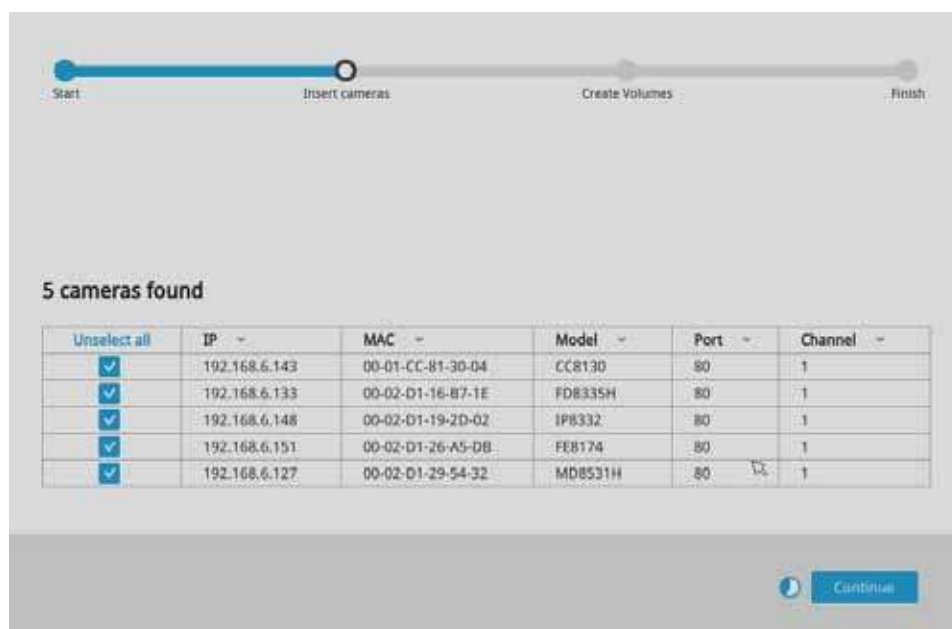 Start Insert cameras Create Volumes Finish
5 cameras found
Unselect all IP MAC Model Port Channel
192.168.6.143 00-01-CC-81-30-04 CC8130 80 1
192.168.6.133 00-02-D1-16-B7-1E FD8335H 80 1
192.168.6.148 00-02-D1-19-2D-02 IP8332 80 1
192.168.6.151 00-02-D1-26-A5-DB FE8174 80 1
192.168.6.127 00-02-D1-29-54-32 MD8531H 80 1
Continue